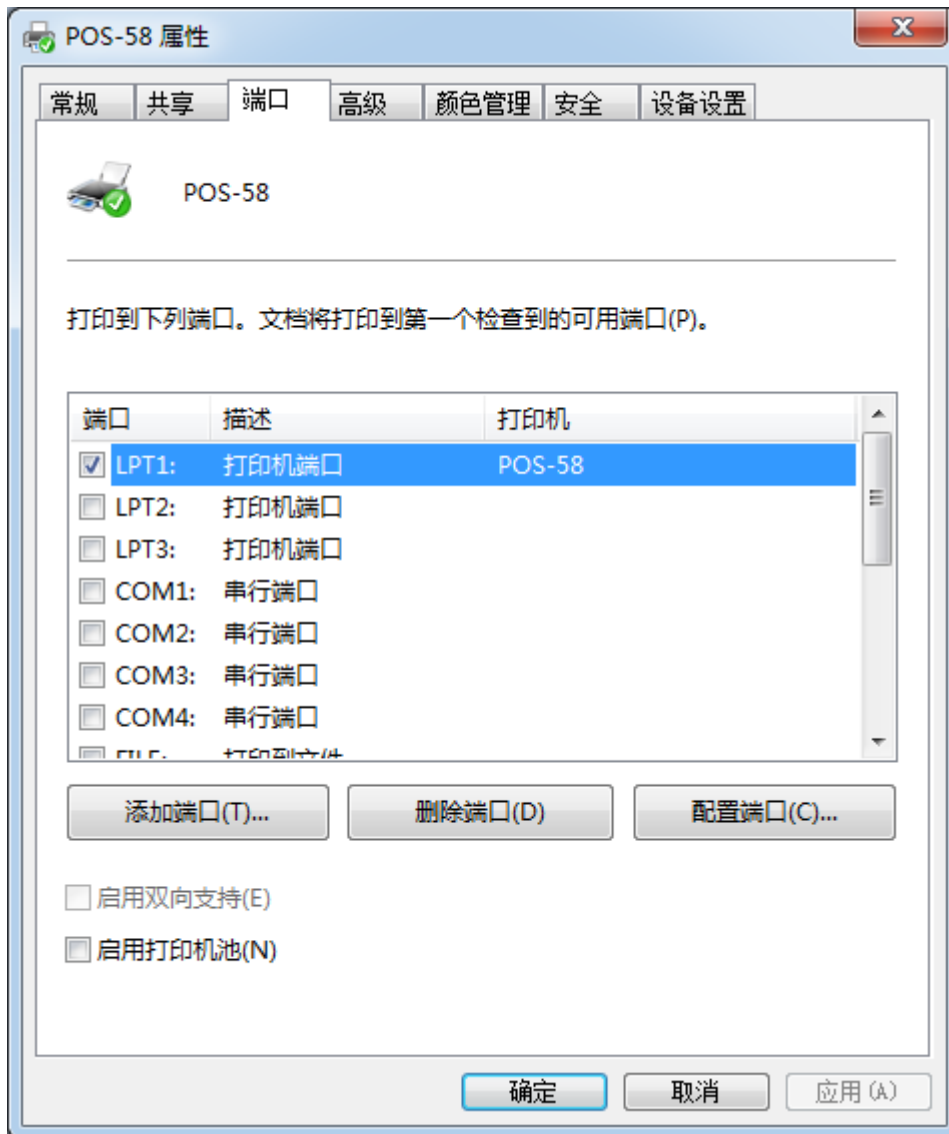 POS-58 属性
常规 共享 端口 高级 颜色管理 安全 设备设置
POS-58
打印到下列端口。文档将打印到第一个检查到的可用端口(P)。
端口 描述 打印机
LPT1: 打印机端口 POS-58
LPT2: 打印机端口
LPT3: 打印机端口
COM1: 串行端口
COM2: 串行端口
COM3: 串行端口
COM4: 串行端口
FILE: 打印到文件
添加端口(T)... 删除端口(D) 配置端口(C)...
启用双向支持(E)
启用打印机池(N)
确定 取消 应用(A)